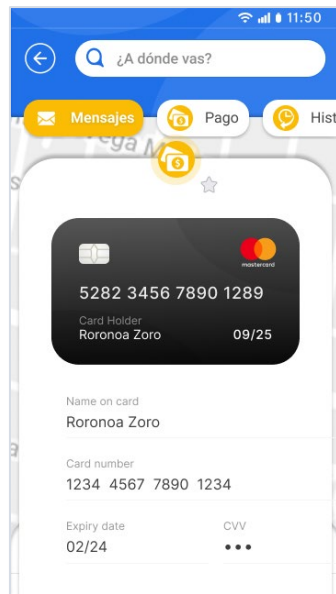 11:50
¿A dónde vas?
Mensajes Pago Hist
ega M
mastercard
5282 3456 7890 1289
Card Holder
Roronoa Zoro 09/25
Name on card
Roronoa Zoro
Card number
1234 4567 7890 1234
Expiry date CVV
02/24 •••